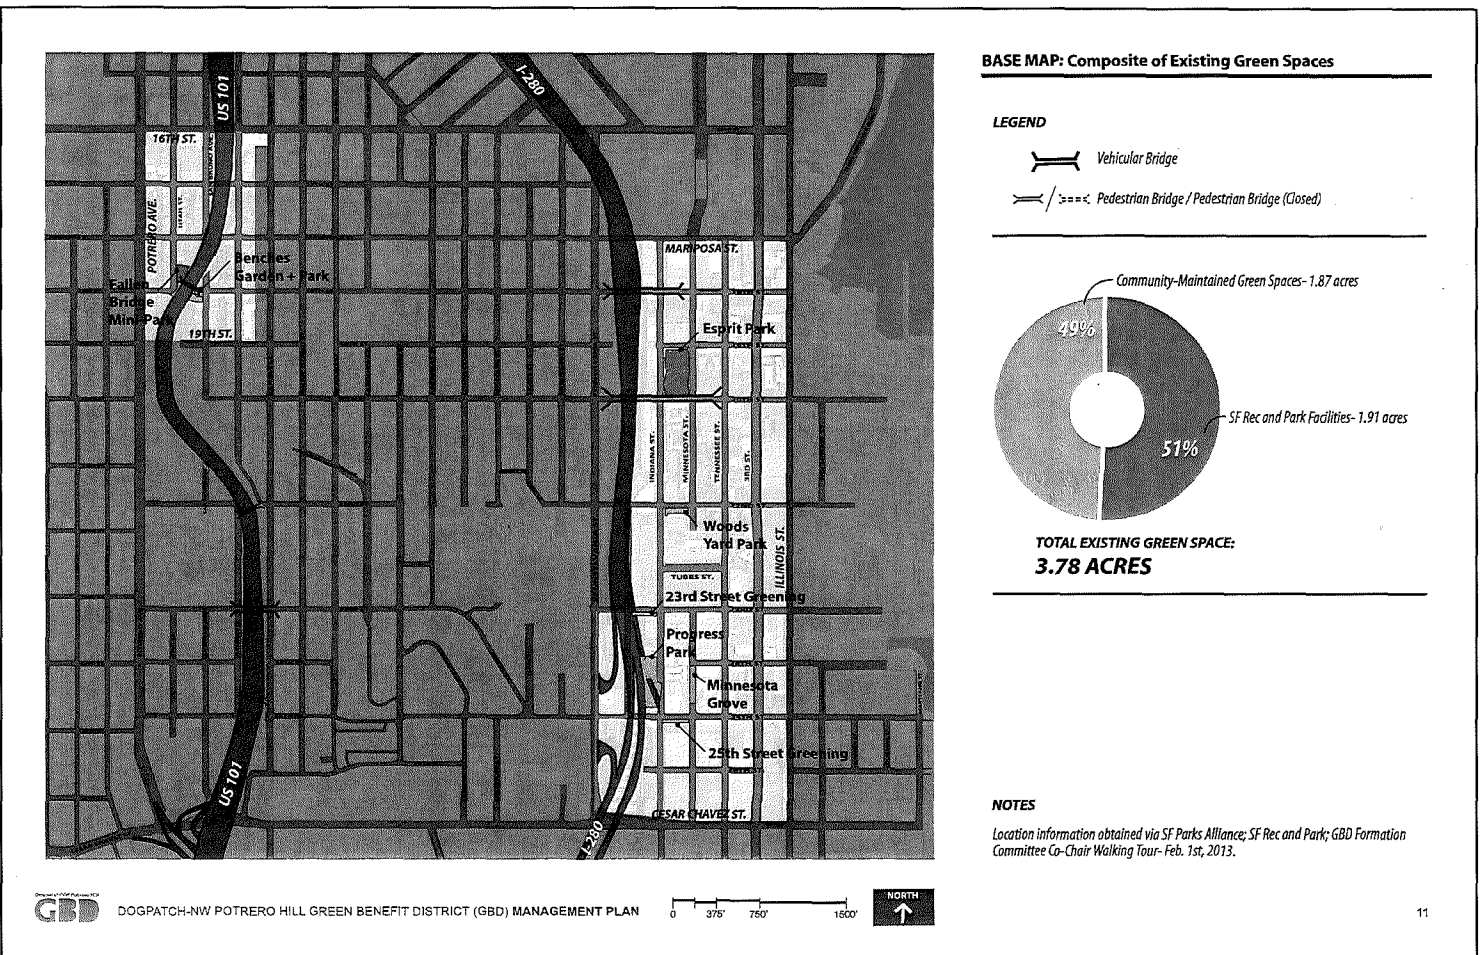 BASE MAP: Composite of Existing Green Spaces
LEGEND
Vehicular Bridge
Pedestrian Bridge / Pedestrian Bridge (Closed)
Community-Maintained Green Spaces- 1.87 acres
49%
SF Rec and Park Facilities- 1.91 acres
51%
TOTAL EXISTING GREEN SPACE:
3.78 ACRES
NOTES
Location information obtained via SF Parks Alliance; SF Rec and Park; GBD Formation
Committee Co-Chair Walking Tour- Feb. 1st, 2013.
US 101
I-280
16TH ST.
POTRERO AVE.
Benches
Garden + Park
Fallen
Bridge
Mini-Park
19TH ST.
MARIPOSA ST.
Esprit Park
INDIANA ST.
MINNESOTA ST.
TENNESSEE ST.
3RD ST.
ILLINOIS ST.
Woods
Yard Park
TUBBS ST.
23rd Street Greening
Progress
Park
Minnesota
Grove
25th Street Greening
CESAR CHAVEZ ST.
US 101
I-280
GBD
DOGPATCH-NW POTRERO HILL GREEN BENEFIT DISTRICT (GBD) MANAGEMENT PLAN
0 375' 750' 1500'
NORTH
11